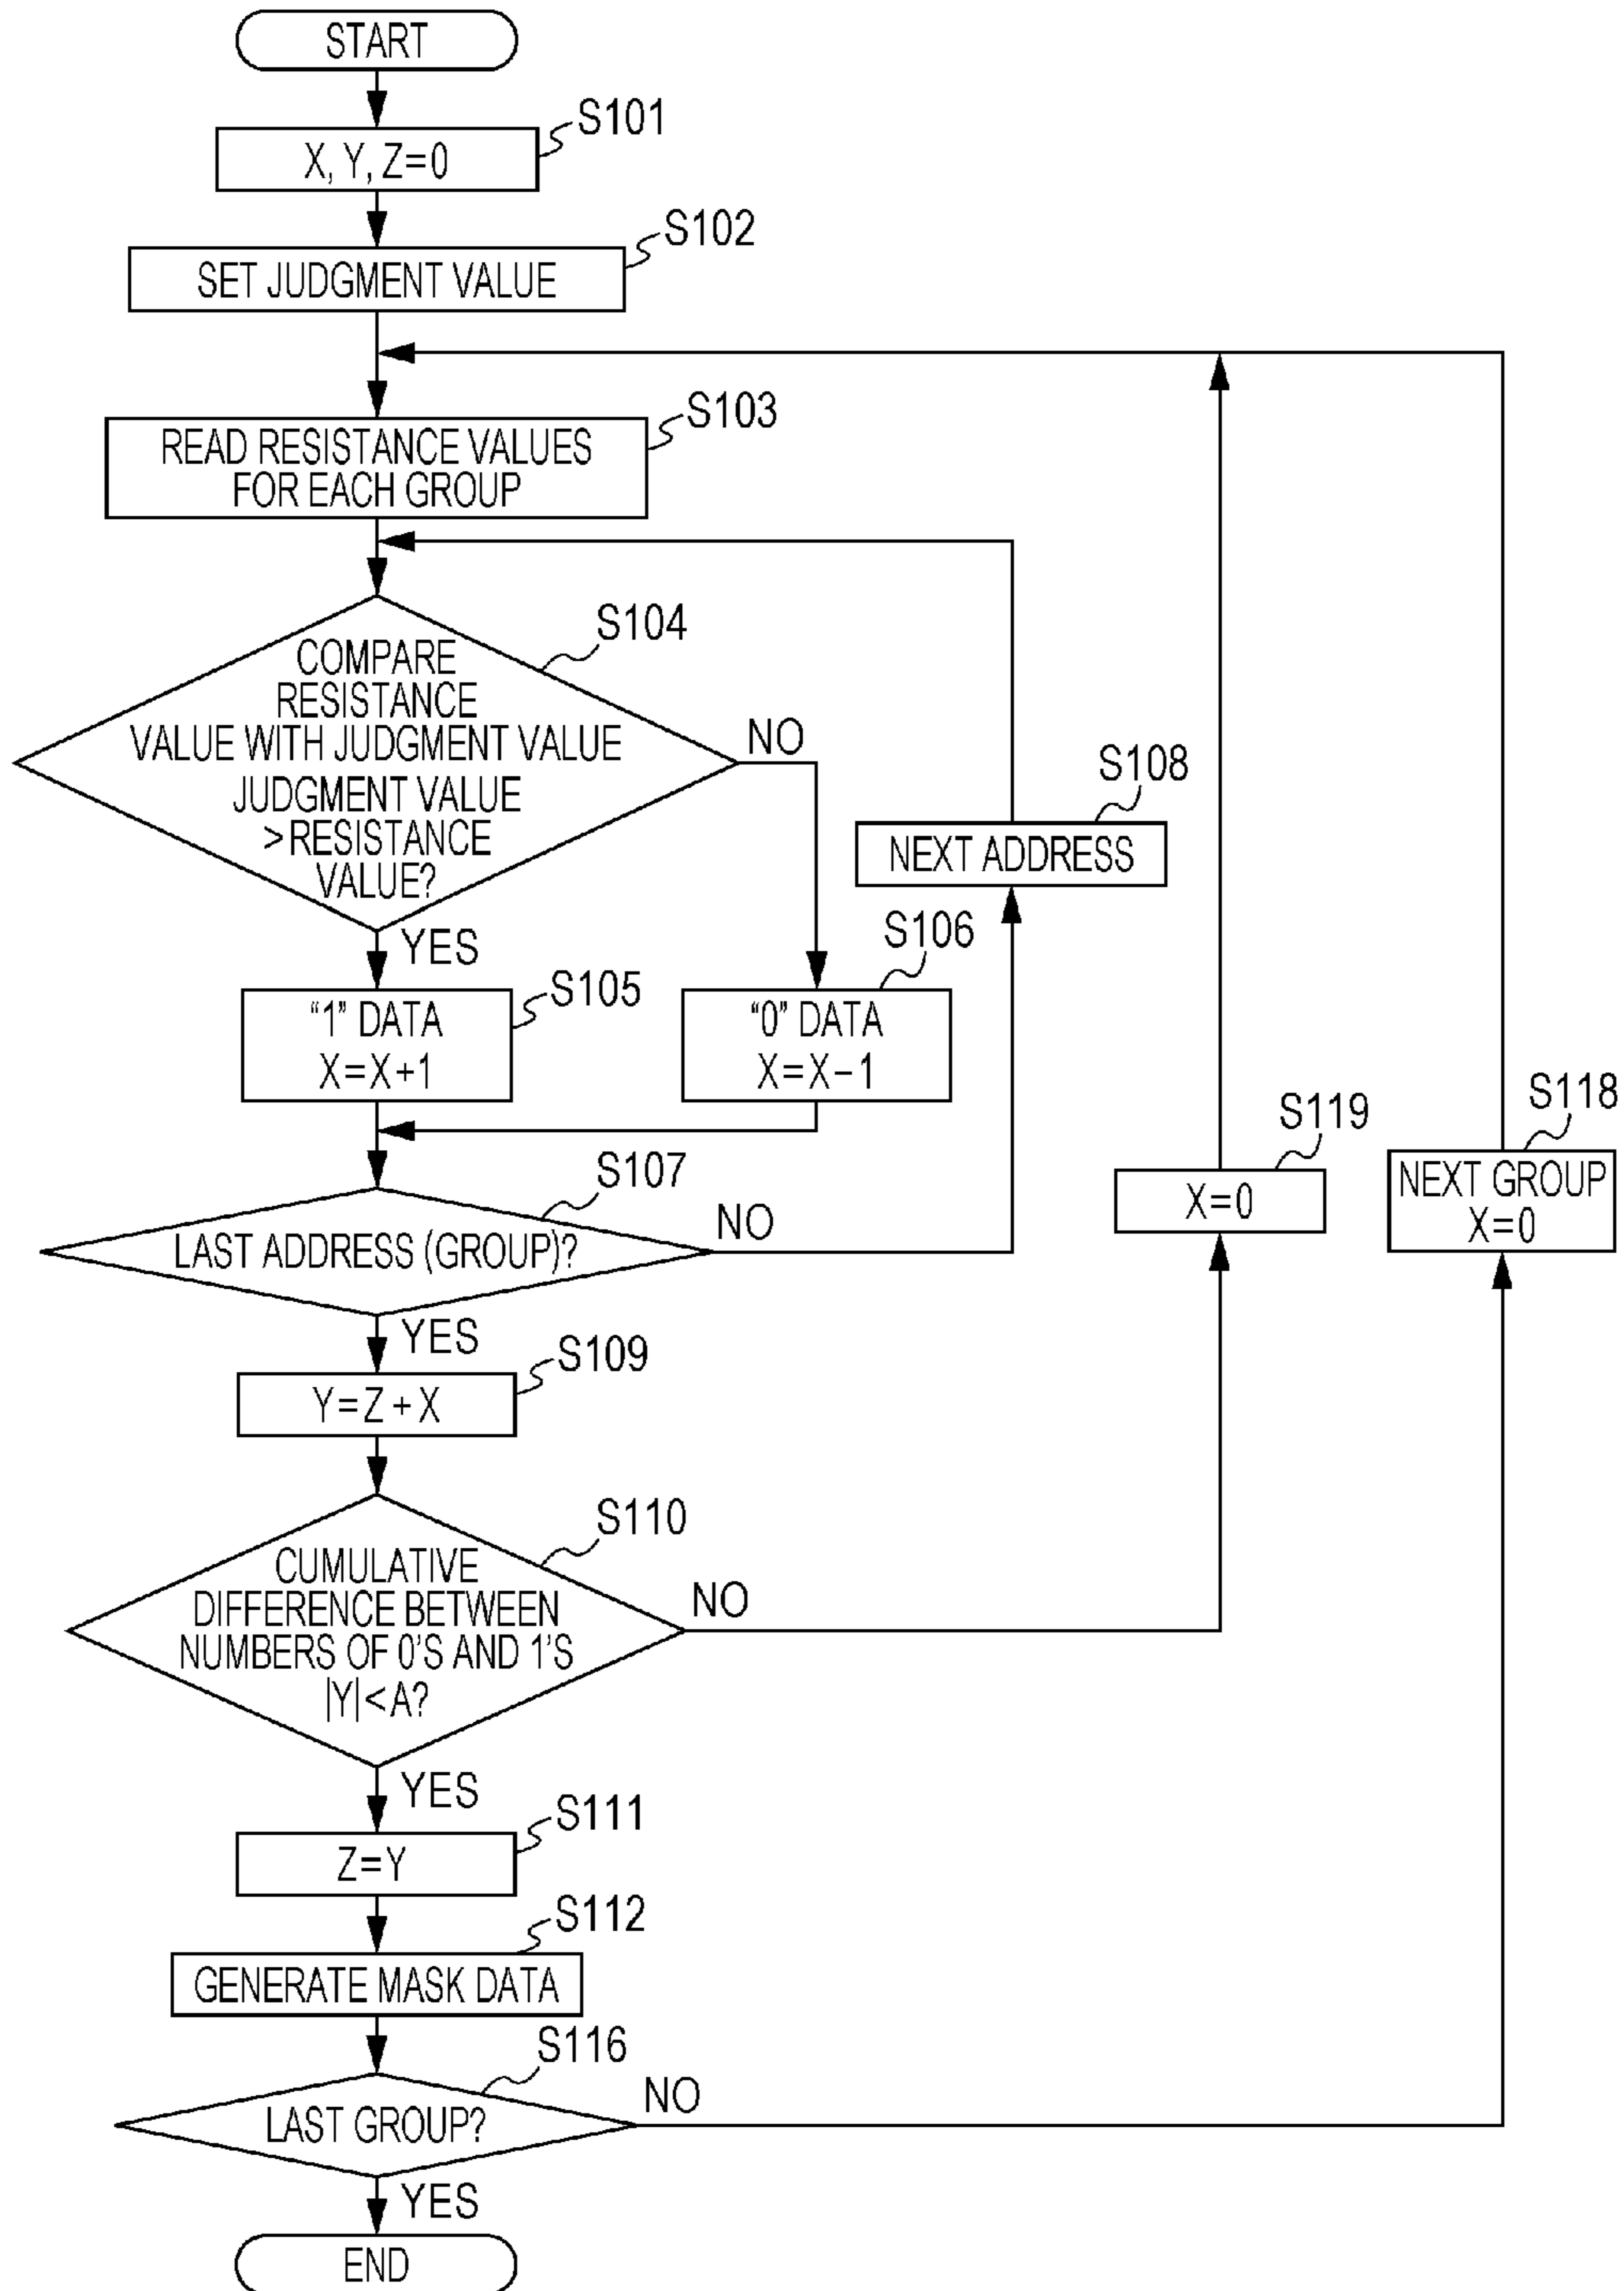 START
S101
X, Y, Z=0
S102
SET JUDGMENT VALUE
S103
READ RESISTANCE VALUES
FOR EACH GROUP
S104
COMPARE
RESISTANCE
VALUE WITH JUDGMENT VALUE
JUDGMENT VALUE
>RESISTANCE
VALUE?
NO
YES
S108
NEXT ADDRESS
S105
"1" DATA
X=X+1
S106
"0" DATA
X=X−1
S107
LAST ADDRESS (GROUP)?
NO
YES
S119
X=0
S118
NEXT GROUP
X=0
S109
Y=Z+X
S110
CUMULATIVE
DIFFERENCE BETWEEN
NUMBERS OF 0'S AND 1'S
|Y|<A?
NO
YES
S111
Z=Y
S112
GENERATE MASK DATA
S116
LAST GROUP?
NO
YES
END